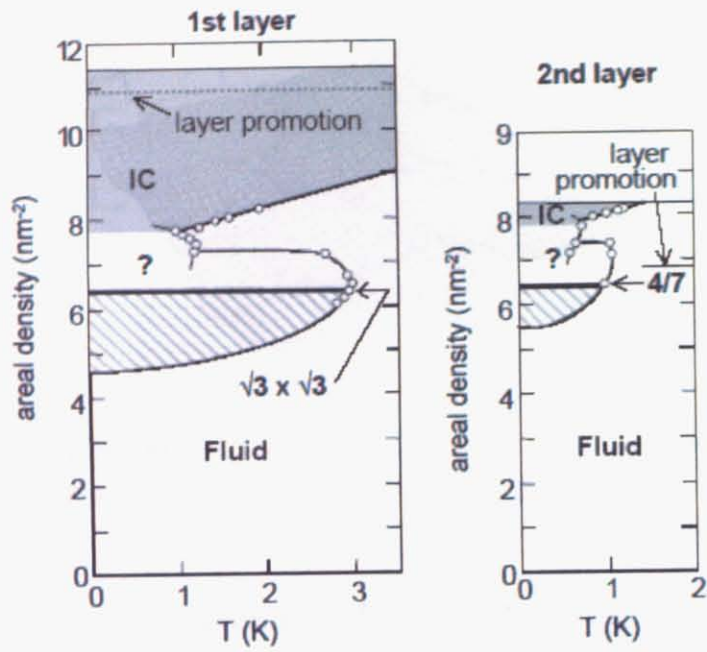 1st layer
12
10
8
6
4
2
0
areal density (nm⁻²)
layer promotion
IC
?
√3 x √3
Fluid
0
1
2
3
T (K)
2nd layer
9
8
6
4
2
0
areal density (nm⁻²)
layer
promotion
IC
?
4/7
Fluid
0
1
2
T (K)